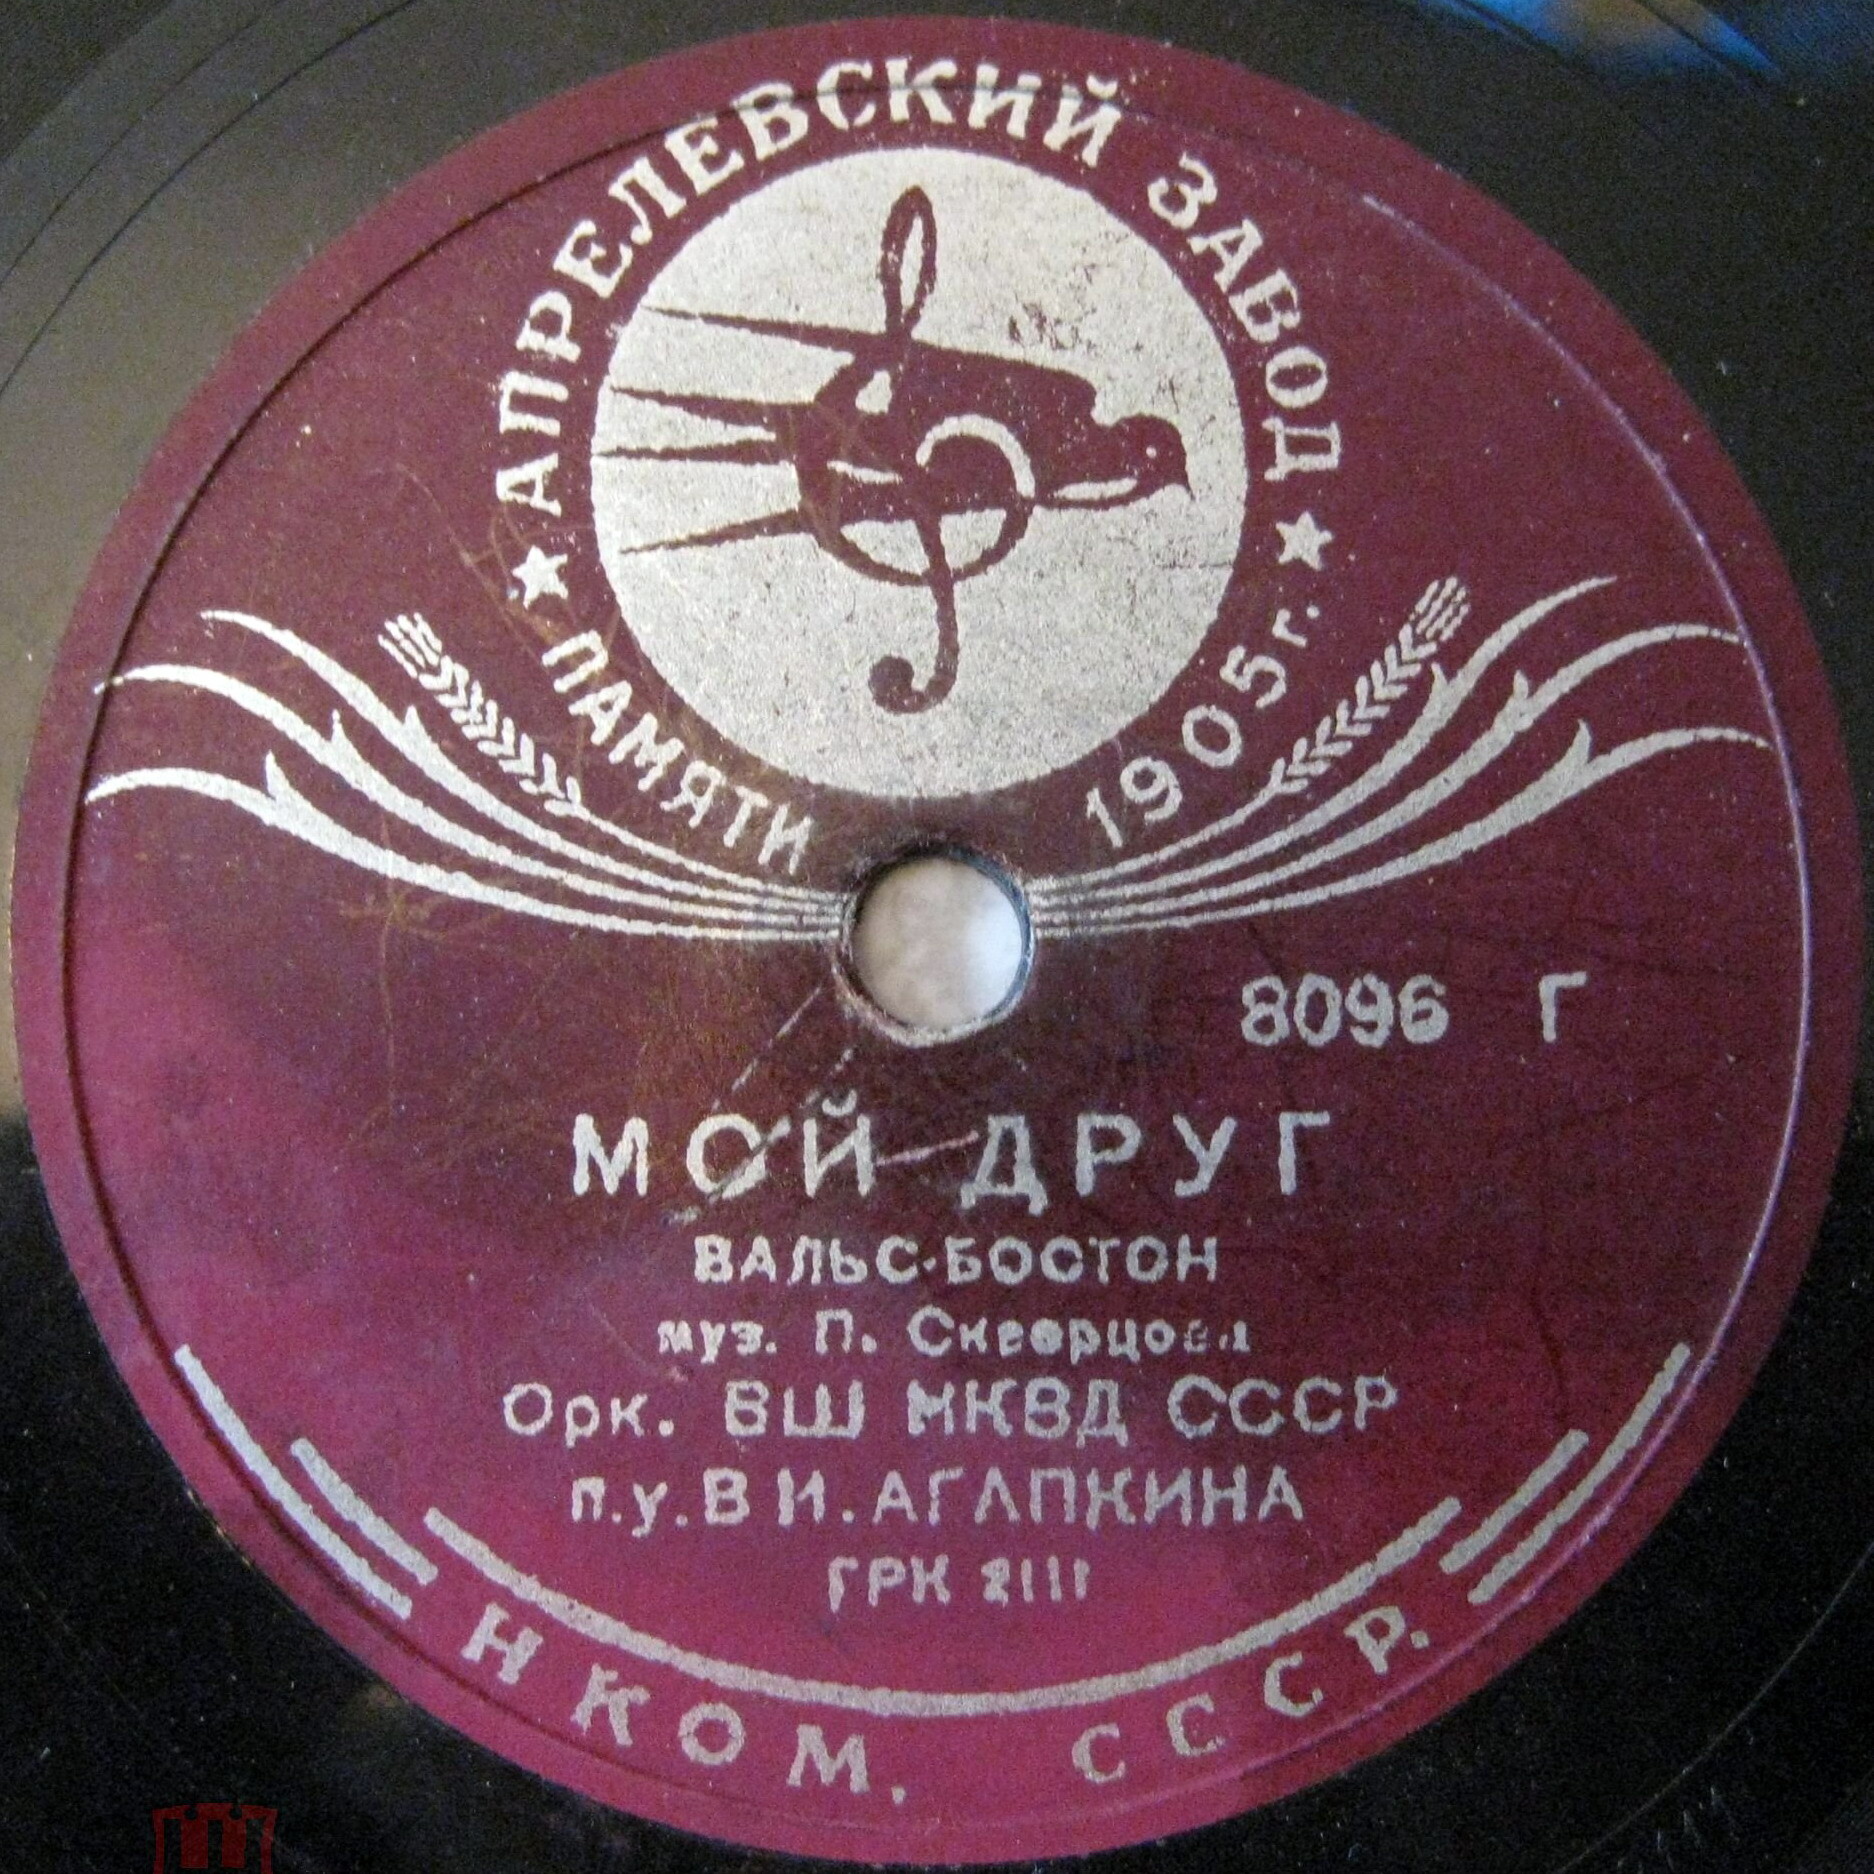 ★ АПРЕЛЕВСКИЙ ЗАВОД ★
ПАМЯТИ 1905 г.
8096 Г
МОЙ ДРУГ
ВАЛЬС-БОСТОН
муз. П. Скворцова
Орк. ВШ НКВД СССР
п.у. В И. АГАПКИНА
ГРК 2111
НКОМ. СССР.